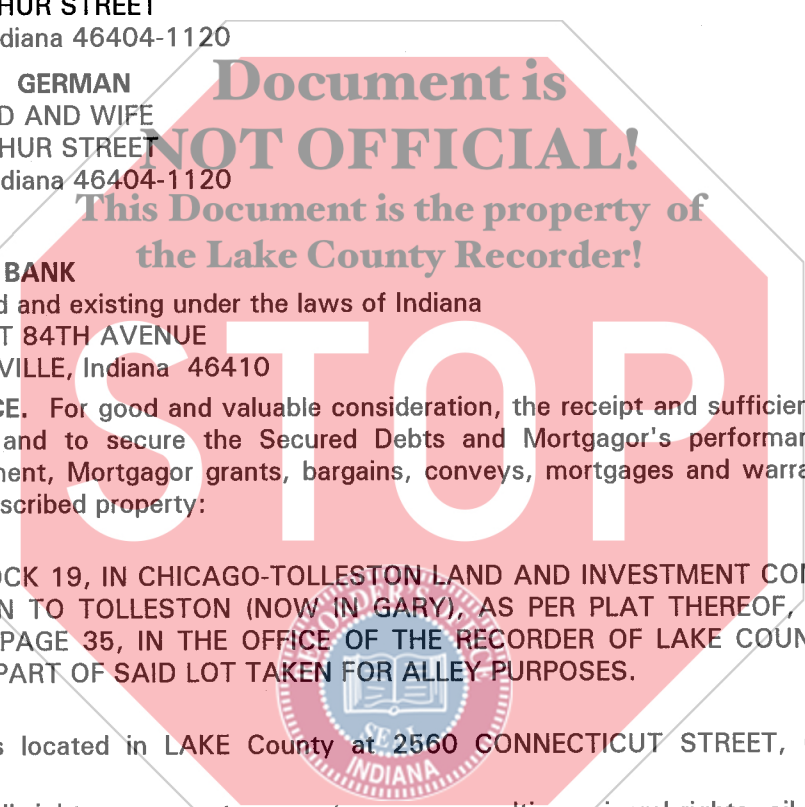 HUR STREET
diana 46404-1120
Document is
GERMAN
D AND WIFE
HUR STREET
NOT OFFICIAL!
diana 46404-1120
This Document is the property of
the Lake County Recorder!
BANK
d and existing under the laws of Indiana
T 84TH AVENUE
VILLE, Indiana 46410
STOP
CE. For good and valuable consideration, the receipt and sufficien
and to secure the Secured Debts and Mortgagor's performan
ment, Mortgagor grants, bargains, conveys, mortgages and warra
scribed property:
OCK 19, IN CHICAGO-TOLLESTON LAND AND INVESTMENT CO
N TO TOLLESTON (NOW IN GARY), AS PER PLAT THEREOF,
PAGE 35, IN THE OFFICE OF THE RECORDER OF LAKE COUN
PART OF SAID LOT TAKEN FOR ALLEY PURPOSES.
SEAL
s located in LAKE County at 2560 CONNECTICUT STREET,
INDIANA